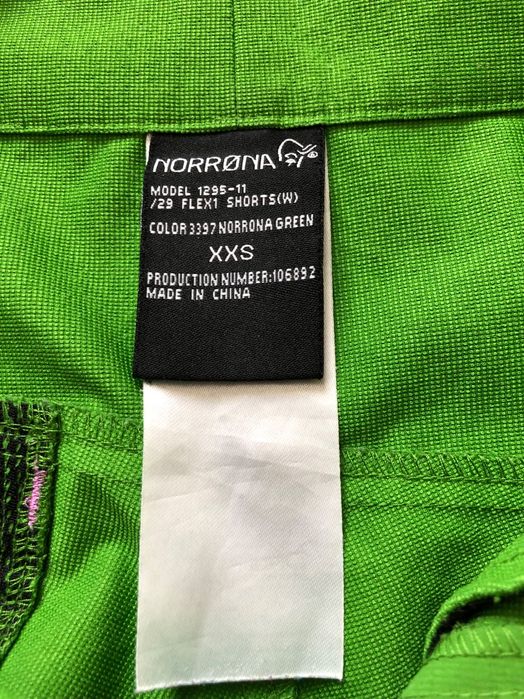 NORRØNA
MODEL 1295-11
/29 FLEX1 SHORTS(W)
COLOR 3397 NORRONA GREEN
XXS
PRODUCTION NUMBER:106892
MADE IN CHINA